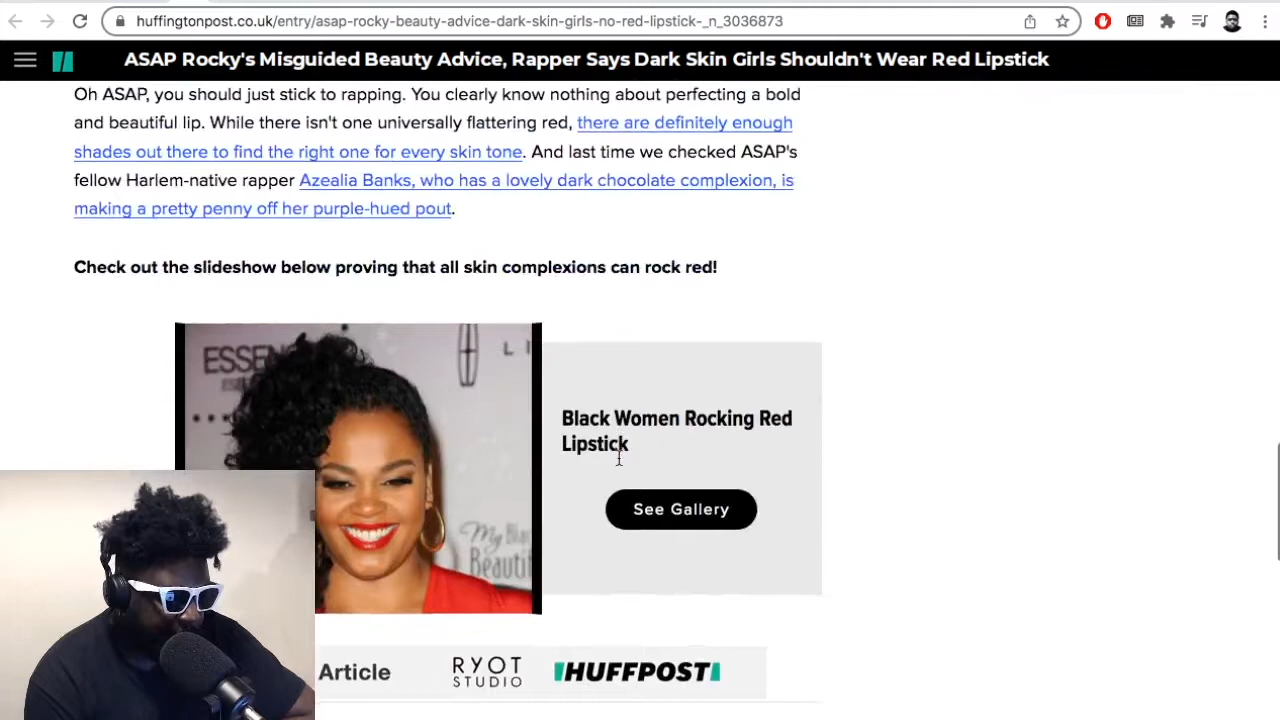 huffingtonpost.co.uk/entry/asap-rocky-beauty-advice-dark-skin-girls-no-red-lipstick-_n_3036873
ASAP Rocky's Misguided Beauty Advice, Rapper Says Dark Skin Girls Shouldn't Wear Red Lipstick
Oh ASAP, you should just stick to rapping. You clearly know nothing about perfecting a bold
and beautiful lip. While there isn't one universally flattering red, there are definitely enough
shades out there to find the right one for every skin tone. And last time we checked ASAP's
fellow Harlem-native rapper Azealia Banks, who has a lovely dark chocolate complexion, is
making a pretty penny off her purple-hued pout.
Check out the slideshow below proving that all skin complexions can rock red!
ESSEN
L I
My Bla
Beautif
Black Women Rocking Red
Lipstick
See Gallery
Article
RYOT
STUDIO
HUFFPOST